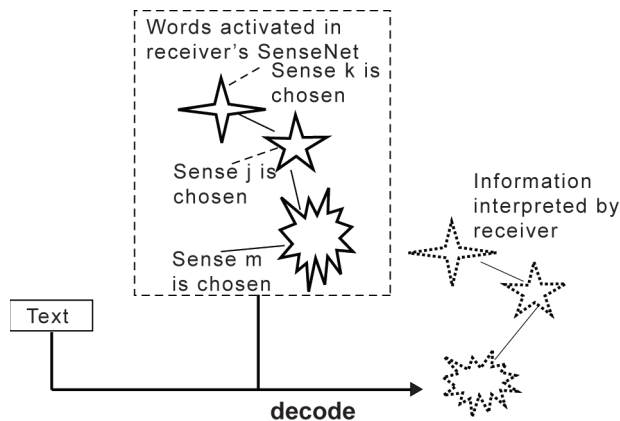 Words activated in
receiver's SenseNet
Sense k is
chosen
Sense j is
chosen
Sense m
is chosen
Information
interpreted by
receiver
Text
decode